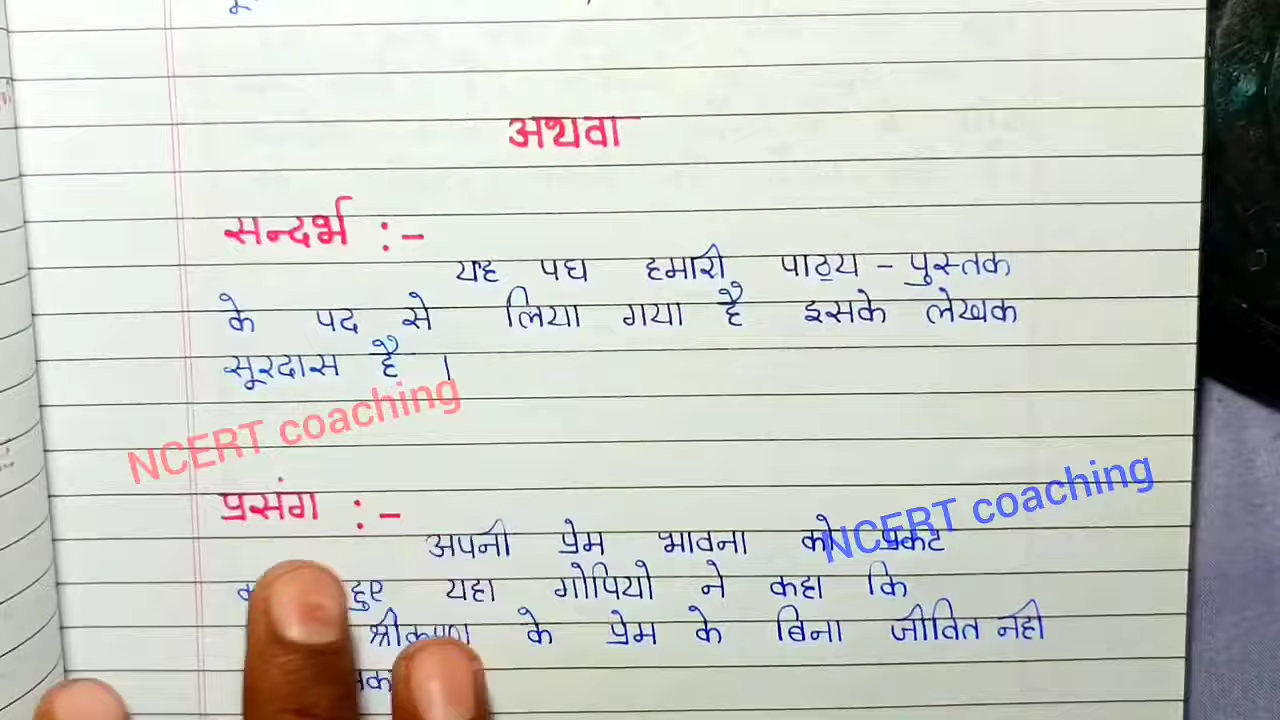 अथवा
सन्दर्भ :-
यह पद्य हमारी पाठ्य - पुस्तक
के पद से लिया गया है इसके लेखक
सूरदास है ।
NCERT coaching
प्रसंग :-
NCERT coaching
अपनी प्रेम भावना को प्रकट
हुए यहा गोपियो ने कहा कि
श्रीकृष्ण के प्रेम के बिना जीवित नही